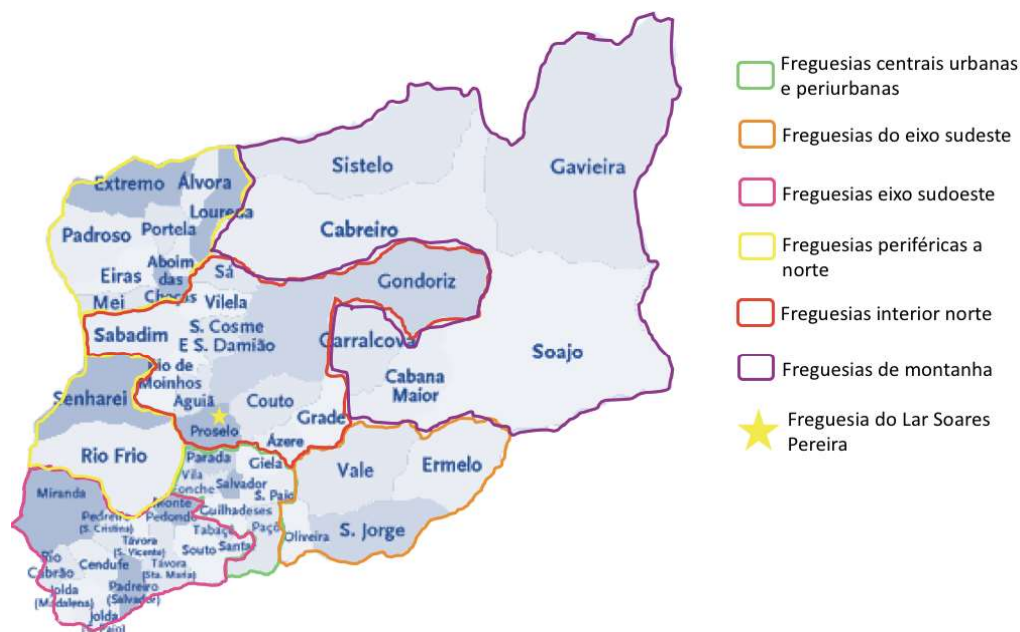 Freguesias centrais urbanas
e periurbanas
Freguesias do eixo sudeste
Freguesias eixo sudoeste
Freguesias periféricas a
norte
Freguesias interior norte
Freguesias de montanha
Freguesia do Lar Soares
Pereira
Sistelo
Gavieira
Extremo
Álvora
Loureda
Cabreiro
Padroso
Portela
Eiras
Aboim
das
Choças
Sá
Gondoriz
Mei
Vilela
Sabadim
S. Cosme
E S. Damião
Carralcova
Soajo
Rio de
Moinhos
Cabana
Maior
Senharei
Aguiã
Couto
Grade
Proselo
Ázere
Rio Frio
Parada
Giela
Vale
Ermelo
Vila
Fonche
Salvador
S. Paio
Miranda
Monte
Redondo
Guilhadeses
S. Jorge
Oliveira
Paçô
Tabaçô
(S. Cristina)
Távora
(S. Vicente)
Souto
Santar
Rio
Cabrão
Cendufe
Távora
(Sta. Maria)
Jolda
(Madalena)
Padreiro
(Salvador)
Jolda